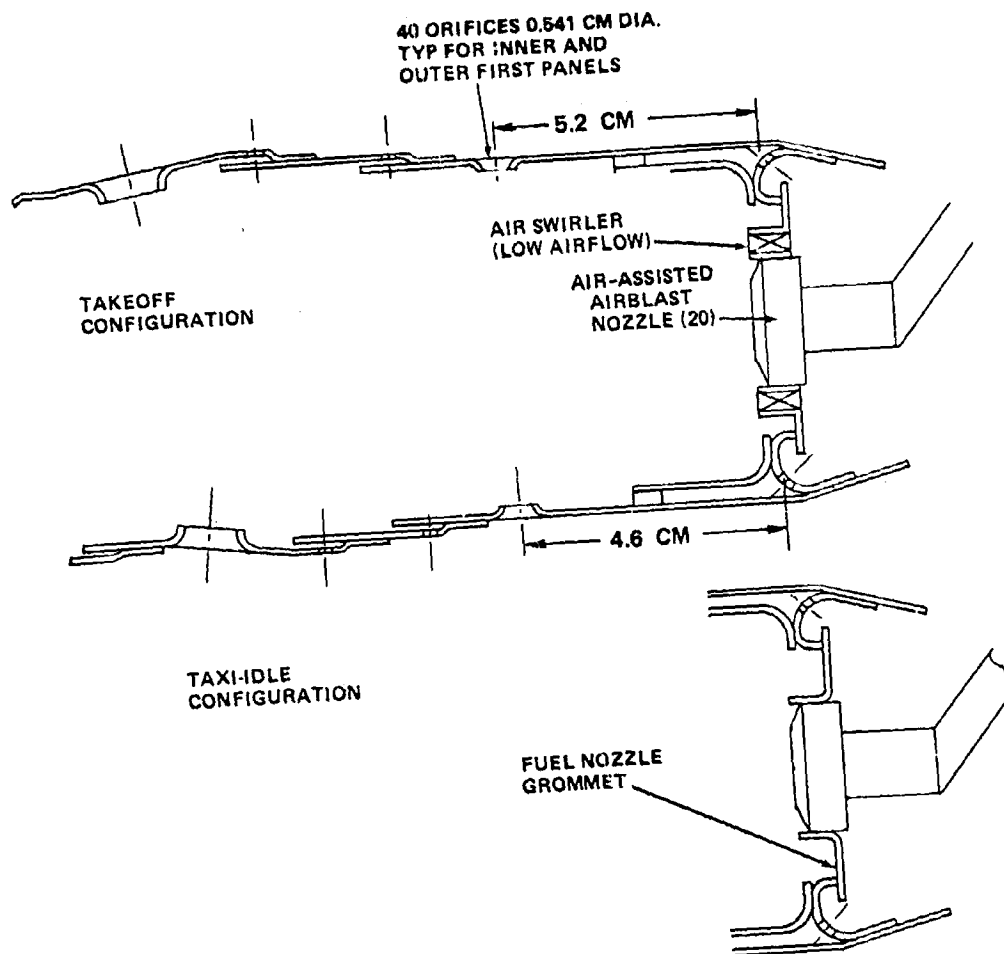 40 ORIFICES 0.541 CM DIA.
TYP FOR INNER AND
OUTER FIRST PANELS
5.2 CM
AIR SWIRLER
(LOW AIRFLOW)
AIR-ASSISTED
AIRBLAST
NOZZLE (20)
TAKEOFF
CONFIGURATION
4.6 CM
TAXI-IDLE
CONFIGURATION
FUEL NOZZLE
GROMMET